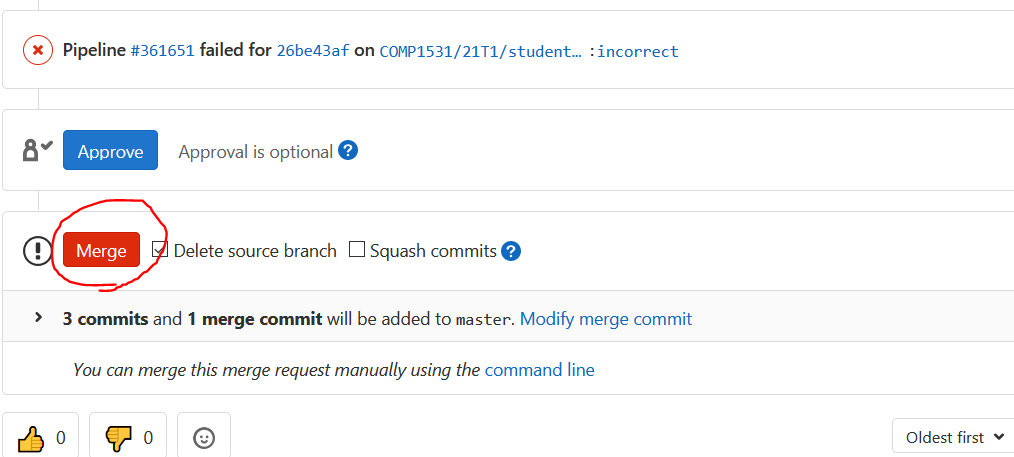 Pipeline #361651 failed for 26be43af on COMP1531/21T1/student… :incorrect
Approve Approval is optional ?
Merge Delete source branch Squash commits ?
3 commits and 1 merge commit will be added to master. Modify merge commit
You can merge this merge request manually using the command line
0 0 Oldest first